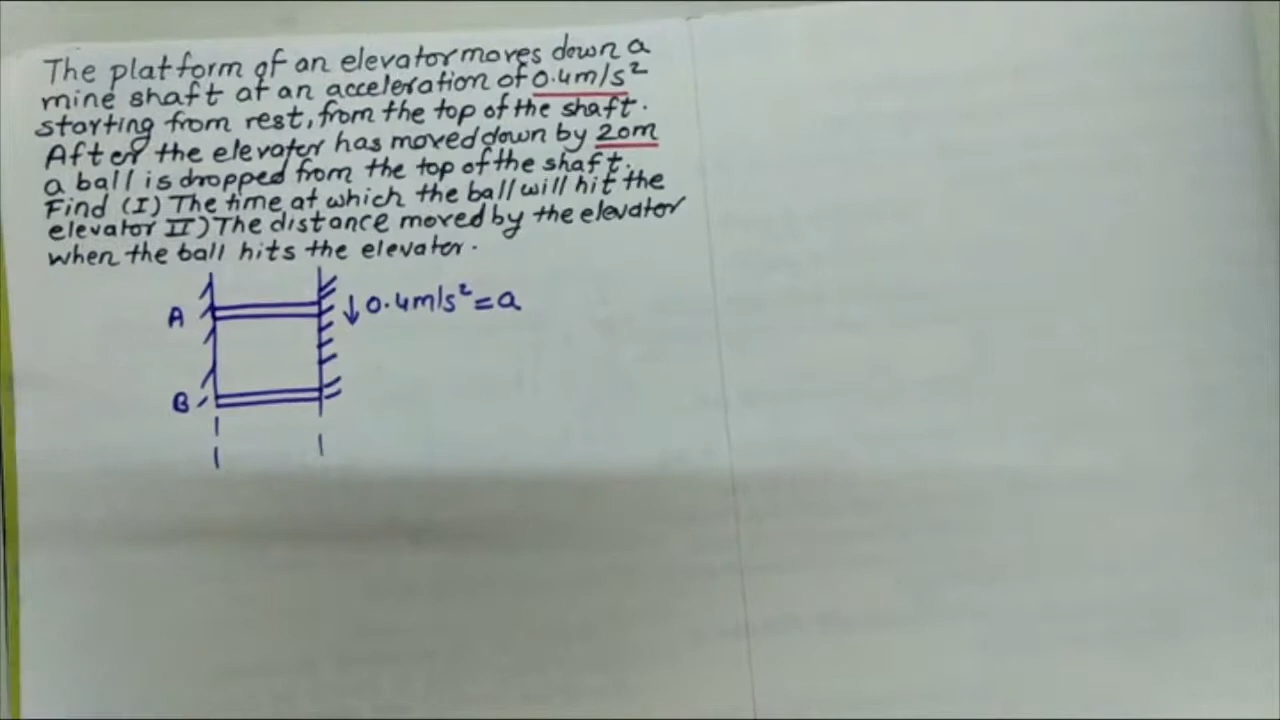 The platform of an elevator moves down a
mine shaft at an acceleration of 0.4m/s²
starting from rest, from the top of the shaft.
After the elevator has moved down by 20m
a ball is dropped from the top of the shaft.
Find (I) The time at which the ball will hit the
elevator II) The distance moved by the elevator
when the ball hits the elevator.
A ↓ 0.4m/s² = a
B